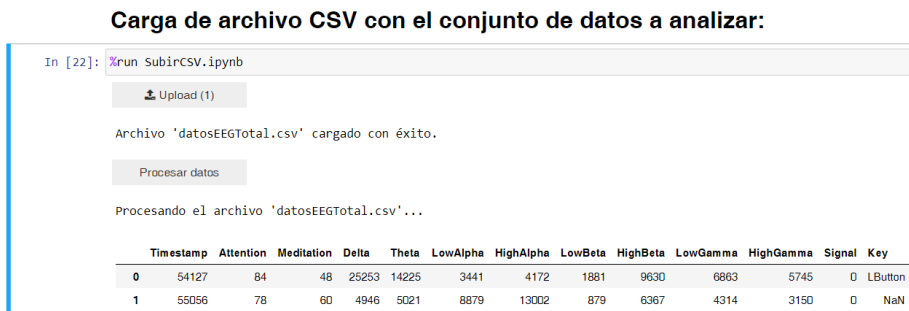 Carga de archivo CSV con el conjunto de datos a analizar:
In [22]: %run SubirCSV.ipynb
Upload (1)
Archivo 'datosEEGTotal.csv' cargado con éxito.
Procesar datos
Procesando el archivo 'datosEEGTotal.csv'...
Timestamp Attention Meditation Delta Theta LowAlpha HighAlpha LowBeta HighBeta LowGamma HighGamma Signal Key
0 54127 84 48 25253 14225 3441 4172 1881 9630 6863 5745 0 LButton
1 55056 78 60 4946 5021 8879 13002 879 6367 4314 3150 0 NaN